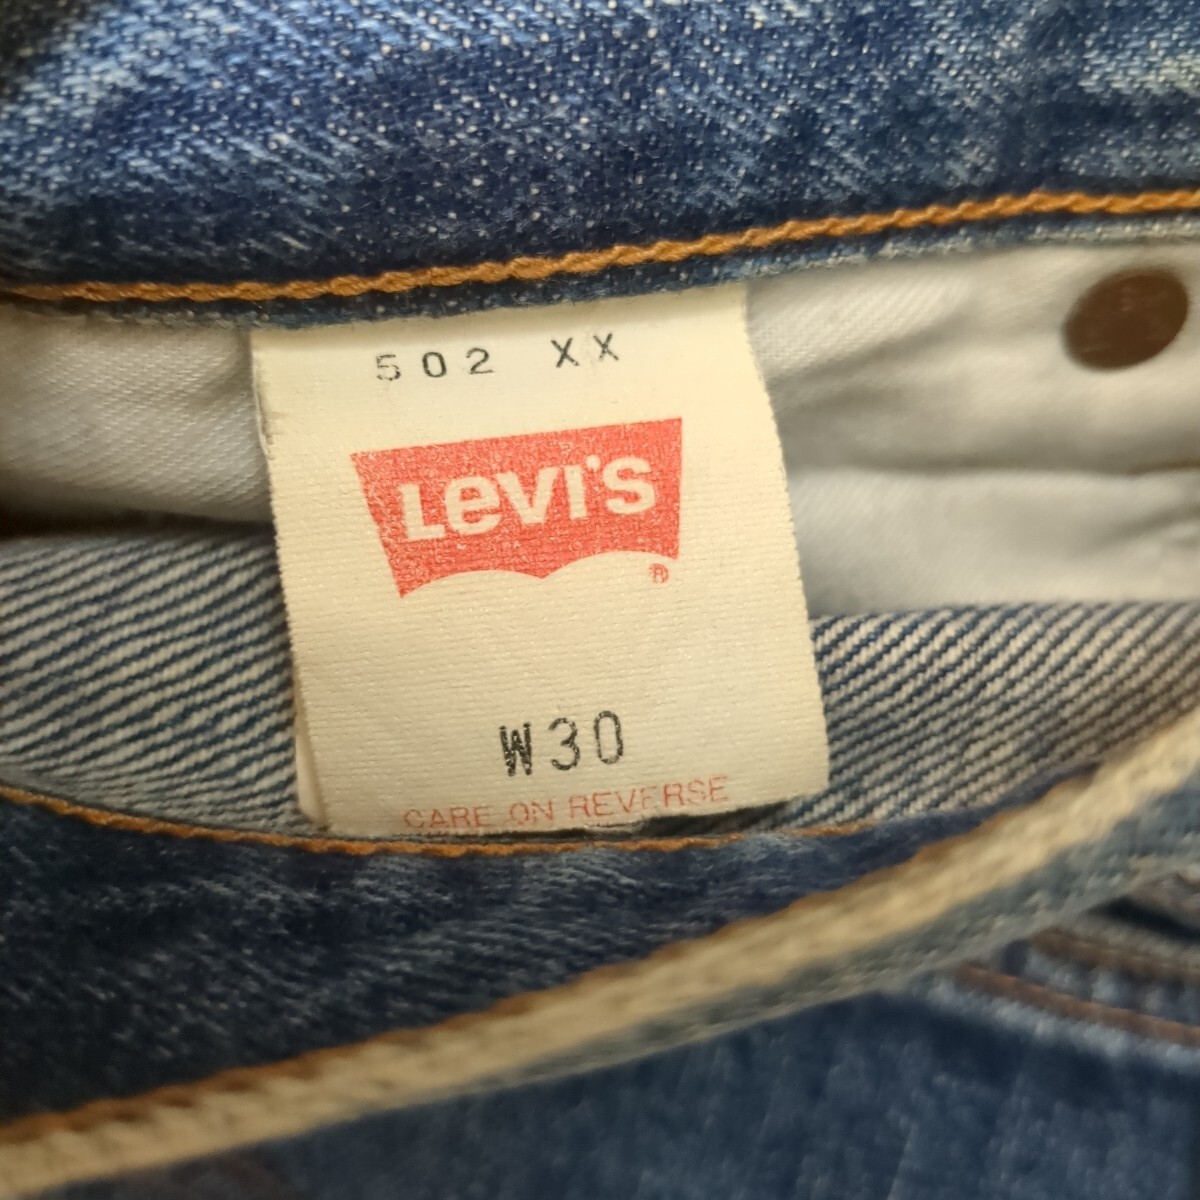 502 XX
Levi's
®
W30
CARE ON REVERSE